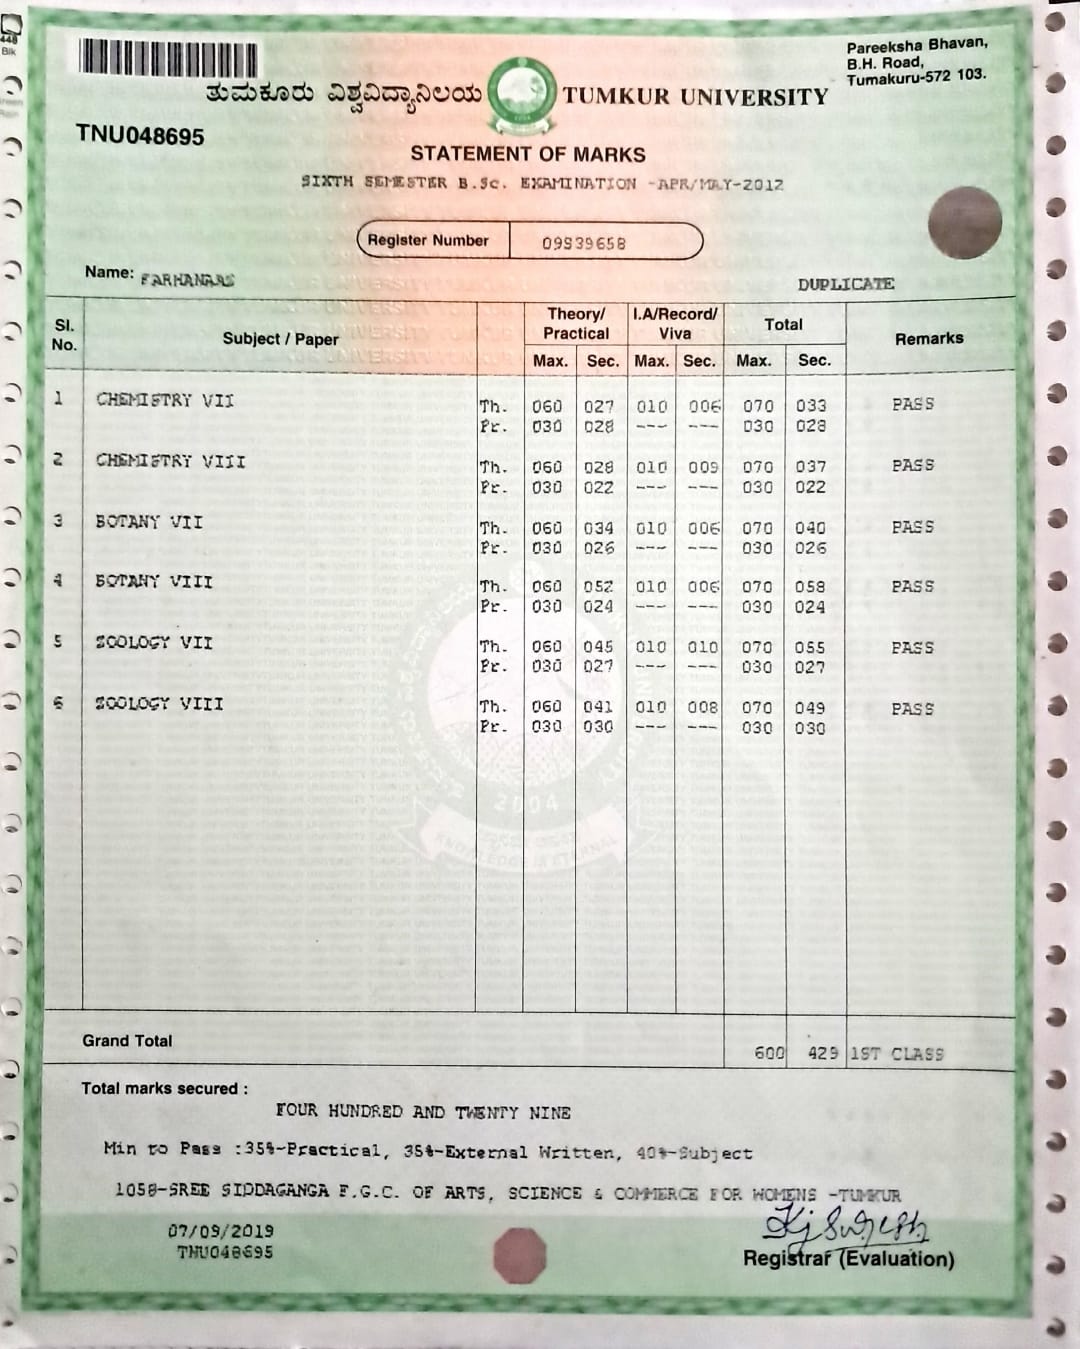 448
Blk
Pareeksha Bhavan,
B.H. Road,
Tumakuru-572 103.
ತುಮಕೂರು ವಿಶ್ವವಿದ್ಯಾನಿಲಯ TUMKUR UNIVERSITY
TNU048695
STATEMENT OF MARKS
SIXTH SEMESTER B.Sc. EXAMINATION -APR/MAY-2012
Register Number 09S39658
Name: FARHANAAS
DUPLICATE
Sl. No. Subject / Paper Theory/ Practical I.A/Record/ Viva Total Remarks
Max. Sec. Max. Sec. Max. Sec.
1 CHEMISTRY VII Th. 060 027 010 006 070 033 PASS
Pr. 030 028 --- --- 030 028
2 CHEMISTRY VIII Th. 060 028 010 009 070 037 PASS
Pr. 030 022 --- --- 030 022
3 BOTANY VII Th. 060 034 010 006 070 040 PASS
Pr. 030 026 --- --- 030 026
4 BOTANY VIII Th. 060 052 010 006 070 058 PASS
Pr. 030 024 --- --- 030 024
5 ZOOLOGY VII Th. 060 045 010 010 070 055 PASS
Pr. 030 027 --- --- 030 027
6 ZOOLOGY VIII Th. 060 041 010 008 070 049 PASS
Pr. 030 030 --- --- 030 030
2004
KNOWLEDGE IS ETERNAL
Grand Total 600 429 1ST CLASS
Total marks secured :
FOUR HUNDRED AND TWENTY NINE
Min to Pass :35%-Practical, 35%-External Written, 40%-Subject
1058-SREE SIDDAGANGA F.G.C. OF ARTS, SCIENCE & COMMERCE FOR WOMENS -TUMKUR
07/09/2019
TNU048695
Registrar (Evaluation)